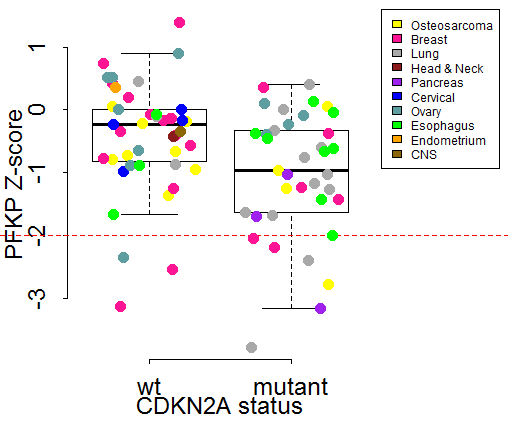 PFKP Z-score
1
0
-1
-2
-3
wt mutant
CDKN2A status
Osteosarcoma
Breast
Lung
Head & Neck
Pancreas
Cervical
Ovary
Esophagus
Endometrium
CNS